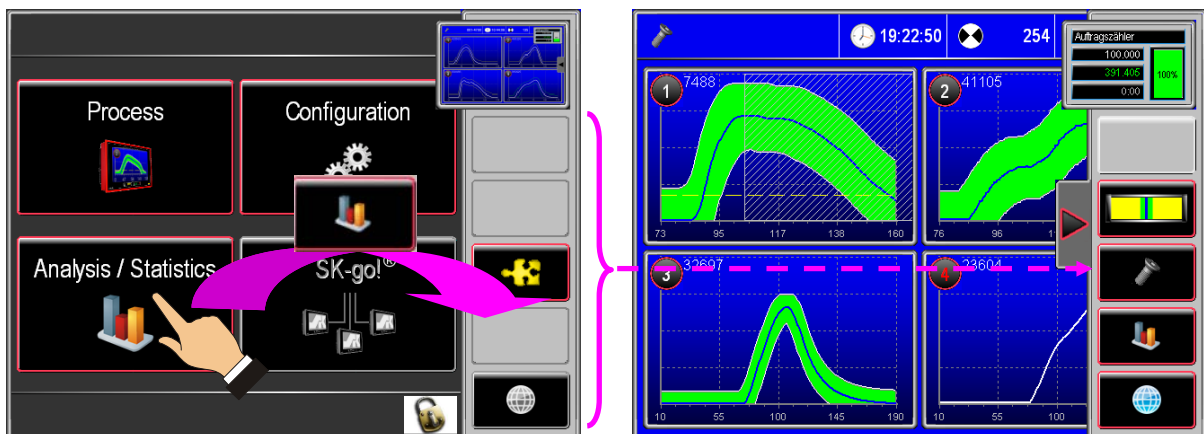 Process
Configuration
Analysis / Statistics
SK-go!®
19:22:50
254
Auftragszähler
100.000
391.405
0:00
100%
1
7488
73 95 117 138 160
2
41105
76 96
3
32697
10 55 100 145 190
4
23604
10 55 100